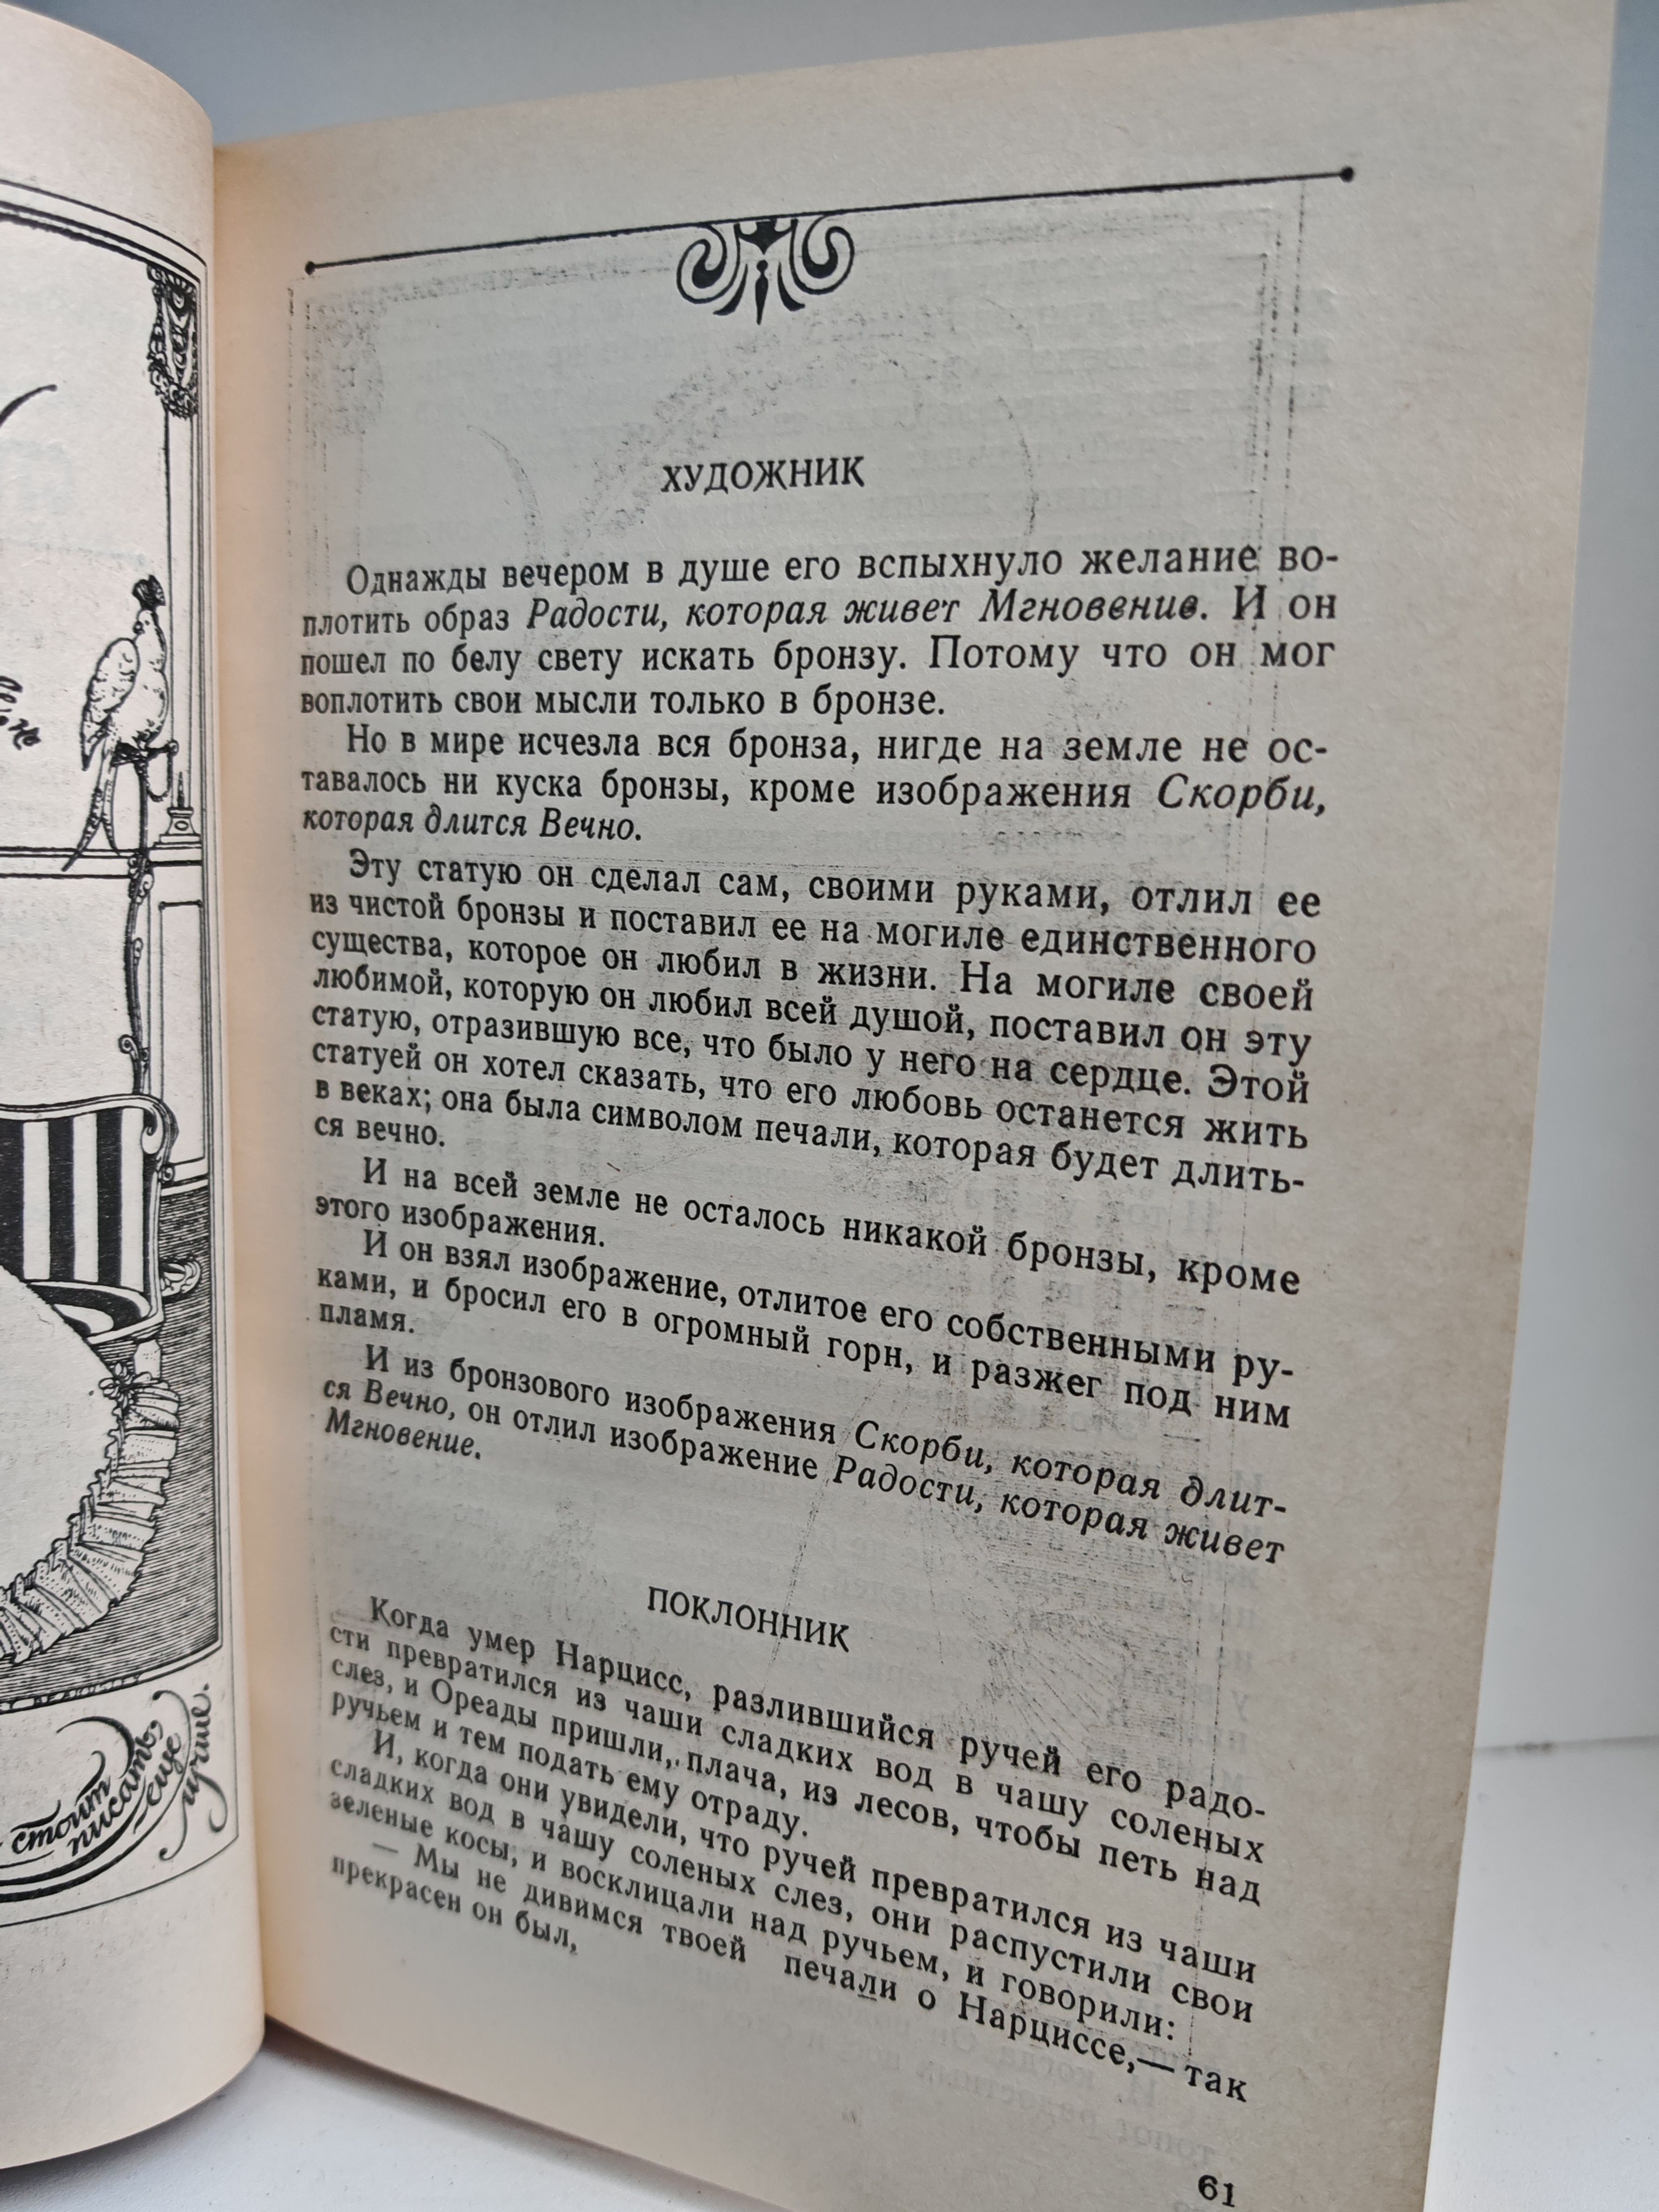 ХУДОЖНИК
Однажды вечером в душе его вспыхнуло желание во-
плотить образ Радости, которая живет Мгновение. И он
пошел по белу свету искать бронзу. Потому что он мог
воплотить свои мысли только в бронзе.
Но в мире исчезла вся бронза, нигде на земле не ос-
тавалось ни куска бронзы, кроме изображения Скорби,
которая длится Вечно.
Эту статую он сделал сам, своими руками, отлил ее
из чистой бронзы и поставил ее на могиле единственного
существа, которое он любил в жизни. На могиле своей
любимой, которую он любил всей душой, поставил он эту
статую, отразившую все, что было у него на сердце. Этой
статуей он хотел сказать, что его любовь останется жить
в веках; она была символом печали, которая будет длить-
ся вечно.
И на всей земле не осталось никакой бронзы, кроме
этого изображения.
И он взял изображение, отлитое его собственными ру-
ками, и бросил его в огромный горн, и разжег под ним
пламя.
И из бронзового изображения Скорби, которая длит-
ся Вечно, он отлил изображение Радости, которая живет
Мгновение.
ПОКЛОННИК
Когда умер Нарцисс, разлившийся ручей его радо-
сти превратился из чаши сладких вод в чашу соленых
слез, и Ореады пришли, плача, из лесов, чтобы петь над
ручьем и тем подать ему отраду.
И, когда они увидели, что ручей превратился из чаши
сладких вод в чашу соленых слез, они распустили свои
зеленые косы, и восклицали над ручьем, и говорили:
— Мы не дивимся твоей печали о Нарциссе,— так
прекрасен он был,
61
стоит
писать,
еще
лучше.